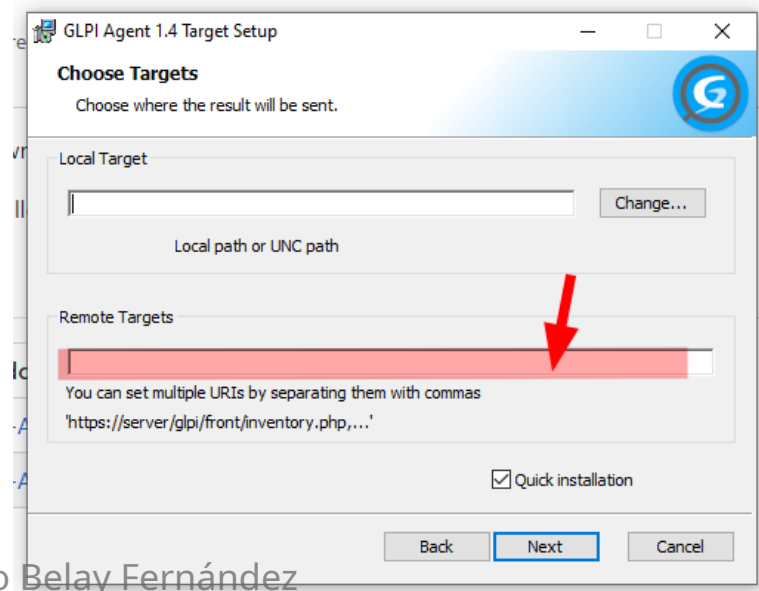 GLPI Agent 1.4 Target Setup
Choose Targets
Choose where the result will be sent.
Local Target
Change...
Local path or UNC path
Remote Targets
You can set multiple URIs by separating them with commas
'https://server/glpi/front/inventory.php,...'
Quick installation
Back Next Cancel
Belay Fernández